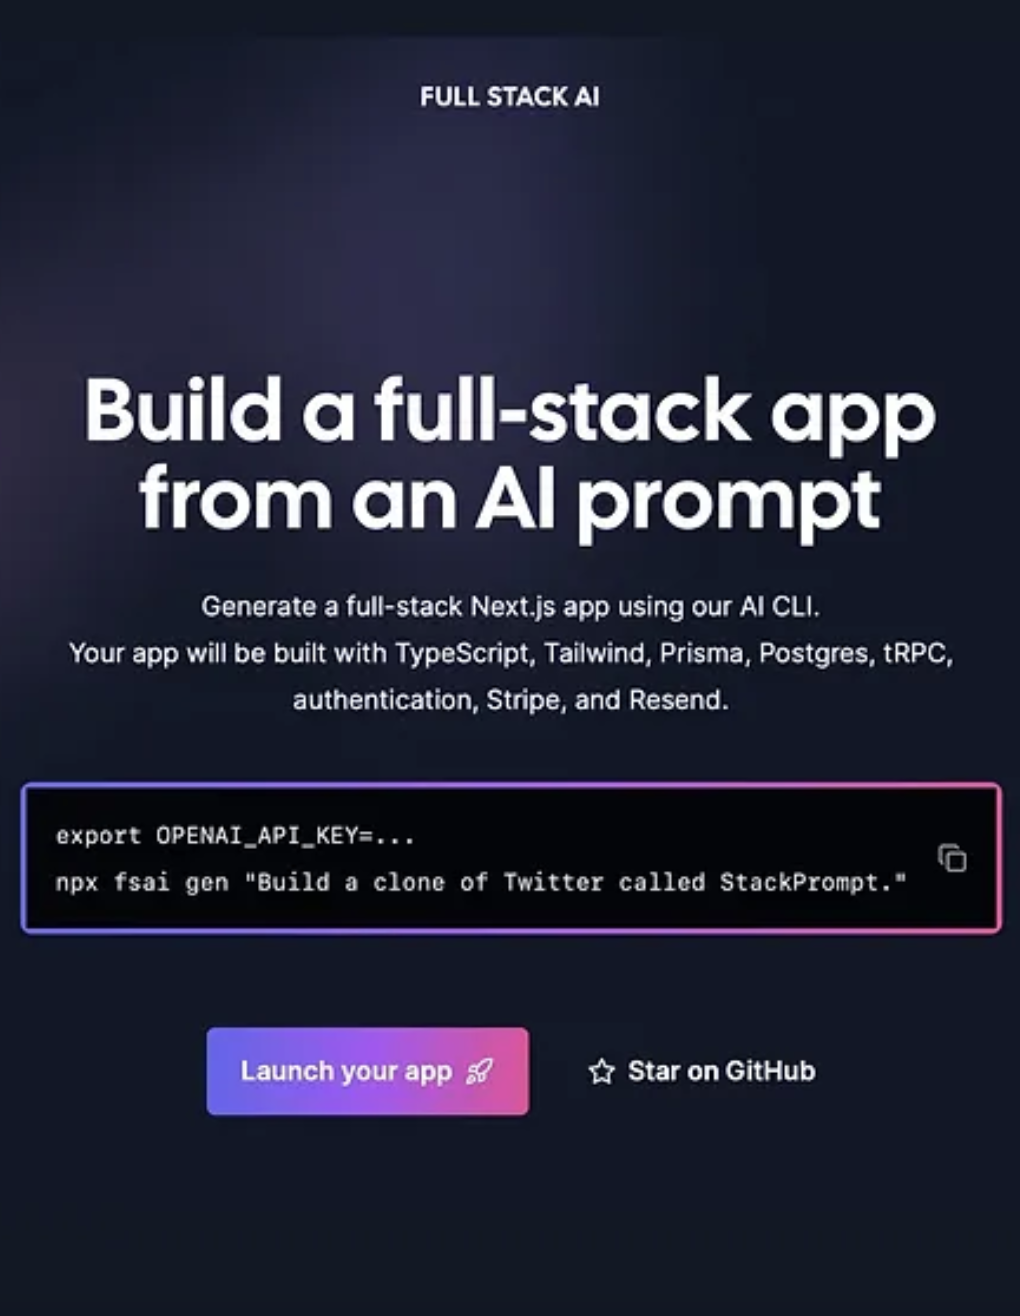 FULL STACK AI
Build a full-stack app
from an AI prompt
Generate a full-stack Next.js app using our AI CLI.
Your app will be built with TypeScript, Tailwind, Prisma, Postgres, tRPC,
authentication, Stripe, and Resend.
export OPENAI_API_KEY=...
npx fsai gen "Build a clone of Twitter called StackPrompt."
Launch your app
Star on GitHub